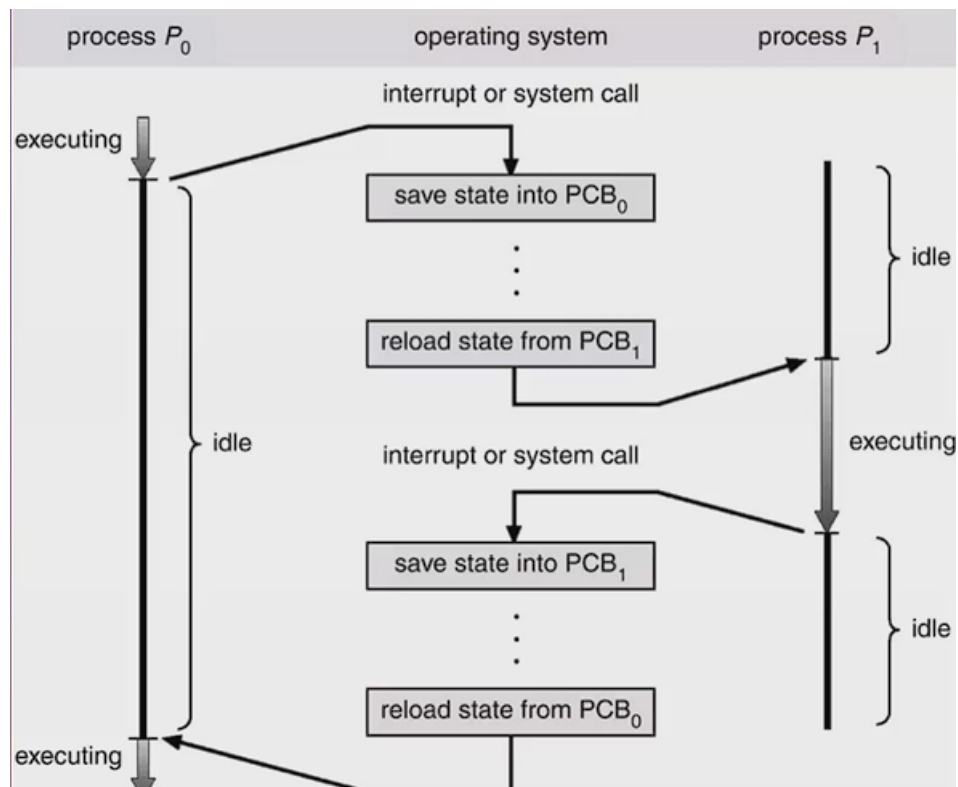 process P₀ operating system process P₁
interrupt or system call
executing
save state into PCB₀
idle
reload state from PCB₁
idle
executing
interrupt or system call
save state into PCB₁
idle
reload state from PCB₀
executing